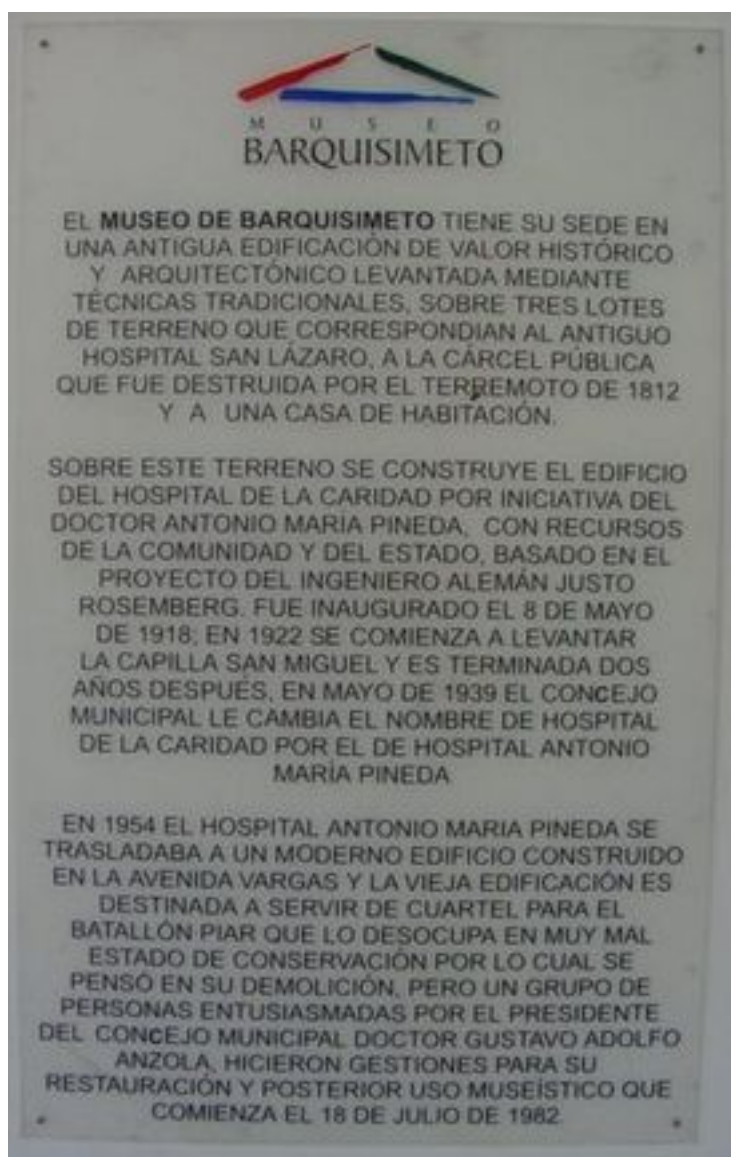 MUSEO
BARQUISIMETO
EL MUSEO DE BARQUISIMETO TIENE SU SEDE EN
UNA ANTIGUA EDIFICACIÓN DE VALOR HISTÓRICO
Y ARQUITECTÓNICO LEVANTADA MEDIANTE
TÉCNICAS TRADICIONALES, SOBRE TRES LOTES
DE TERRENO QUE CORRESPONDIAN AL ANTIGUO
HOSPITAL SAN LÁZARO, A LA CÁRCEL PÚBLICA
QUE FUE DESTRUIDA POR EL TERREMOTO DE 1812
Y A UNA CASA DE HABITACIÓN.
SOBRE ESTE TERRENO SE CONSTRUYE EL EDIFICIO
DEL HOSPITAL DE LA CARIDAD POR INICIATIVA DEL
DOCTOR ANTONIO MARIA PINEDA, CON RECURSOS
DE LA COMUNIDAD Y DEL ESTADO, BASADO EN EL
PROYECTO DEL INGENIERO ALEMÁN JUSTO
ROSEMBERG. FUE INAUGURADO EL 8 DE MAYO
DE 1918; EN 1922 SE COMIENZA A LEVANTAR
LA CAPILLA SAN MIGUEL Y ES TERMINADA DOS
AÑOS DESPUÉS, EN MAYO DE 1939 EL CONCEJO
MUNICIPAL LE CAMBIA EL NOMBRE DE HOSPITAL
DE LA CARIDAD POR EL DE HOSPITAL ANTONIO
MARÍA PINEDA
EN 1954 EL HOSPITAL ANTONIO MARIA PINEDA SE
TRASLADABA A UN MODERNO EDIFICIO CONSTRUIDO
EN LA AVENIDA VARGAS Y LA VIEJA EDIFICACIÓN ES
DESTINADA A SERVIR DE CUARTEL PARA EL
BATALLÓN PIAR QUE LO DESOCUPA EN MUY MAL
ESTADO DE CONSERVACIÓN POR LO CUAL SE
PENSÓ EN SU DEMOLICIÓN, PERO UN GRUPO DE
PERSONAS ENTUSIASMADAS POR EL PRESIDENTE
DEL CONCEJO MUNICIPAL DOCTOR GUSTAVO ADOLFO
ANZOLA, HICIERON GESTIONES PARA SU
RESTAURACIÓN Y POSTERIOR USO MUSEÍSTICO QUE
COMIENZA EL 18 DE JULIO DE 1982.